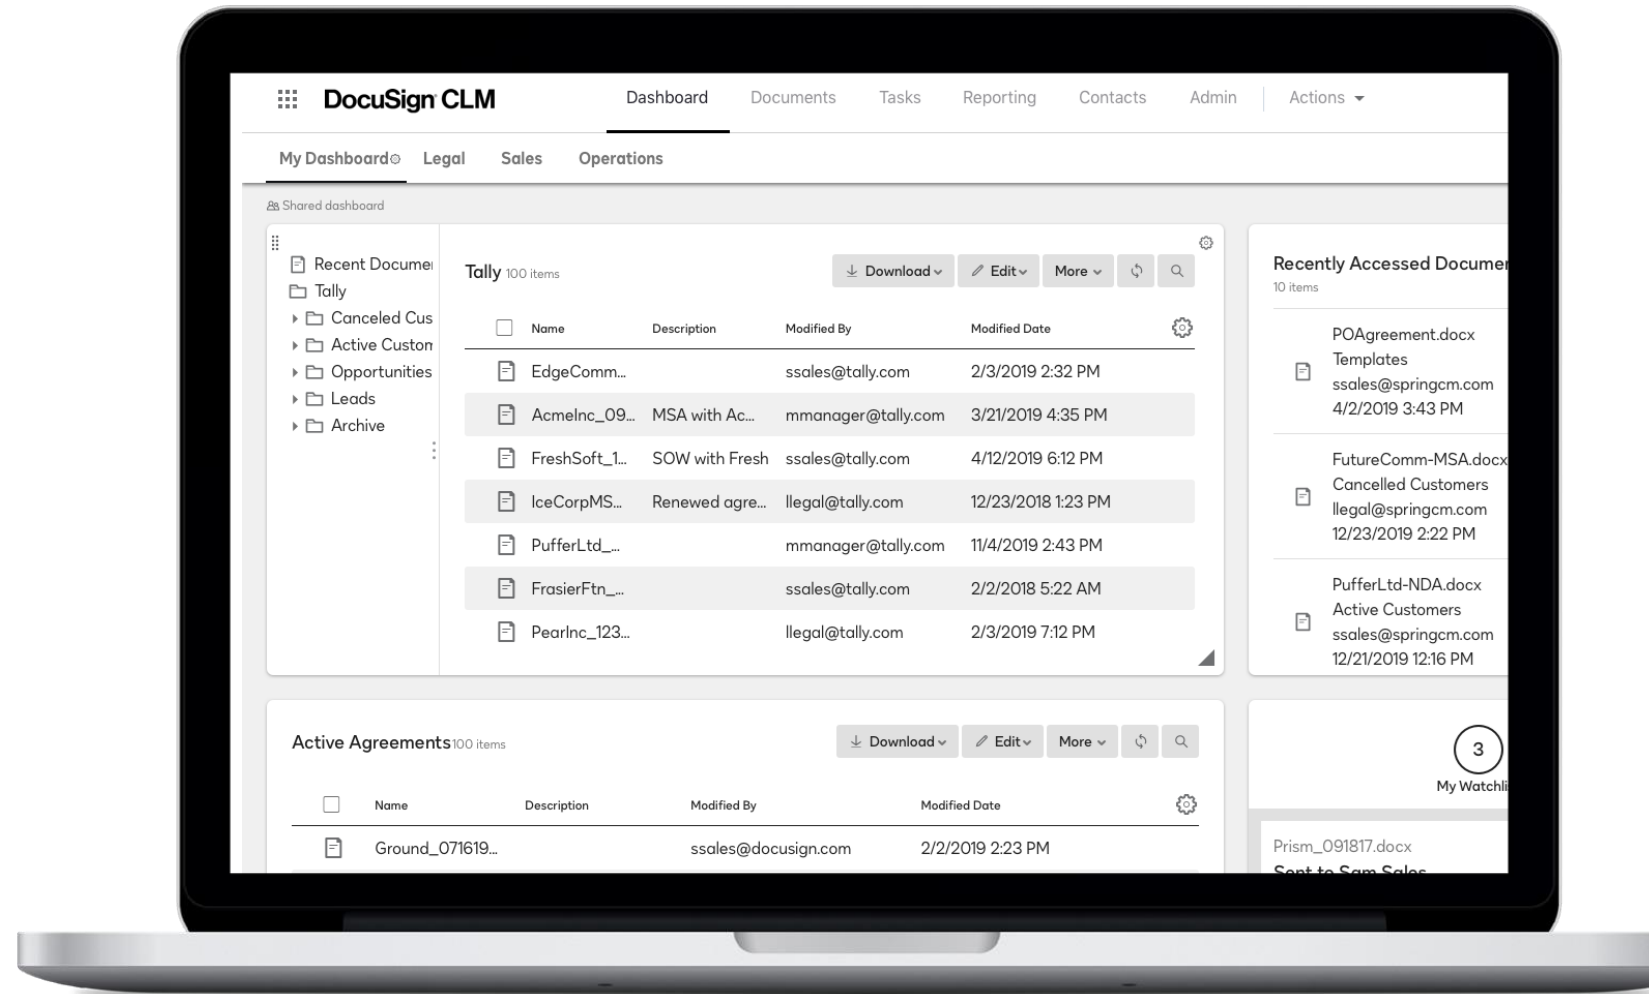 DocuSign CLM Dashboard Documents Tasks Reporting Contacts Admin Actions
My Dashboard Legal Sales Operations
Shared dashboard
Recent Documen
Tally
Canceled Cus
Active Custom
Opportunities
Leads
Archive
Tally 100 items Download Edit More
Name Description Modified By Modified Date
EdgeComm... ssales@tally.com 2/3/2019 2:32 PM
AcmeInc_09... MSA with Ac... mmanager@tally.com 3/21/2019 4:35 PM
FreshSoft_1... SOW with Fresh ssales@tally.com 4/12/2019 6:12 PM
IceCorpMS... Renewed agre... llegal@tally.com 12/23/2018 1:23 PM
PufferLtd_... mmanager@tally.com 11/4/2019 2:43 PM
FrasierFtn_... ssales@tally.com 2/2/2018 5:22 AM
PearInc_123... llegal@tally.com 2/3/2019 7:12 PM
Recently Accessed Documen
10 items
POAgreement.docx
Templates
ssales@springcm.com
4/2/2019 3:43 PM
FutureComm-MSA.docx
Cancelled Customers
llegal@springcm.com
12/23/2019 2:22 PM
PufferLtd-NDA.docx
Active Customers
ssales@springcm.com
12/21/2019 12:16 PM
Active Agreements 100 items Download Edit More
Name Description Modified By Modified Date
Ground_071619... ssales@docusign.com 2/2/2019 2:23 PM
3
My Watchli
Prism_091817.docx
Sent to Sam Sales